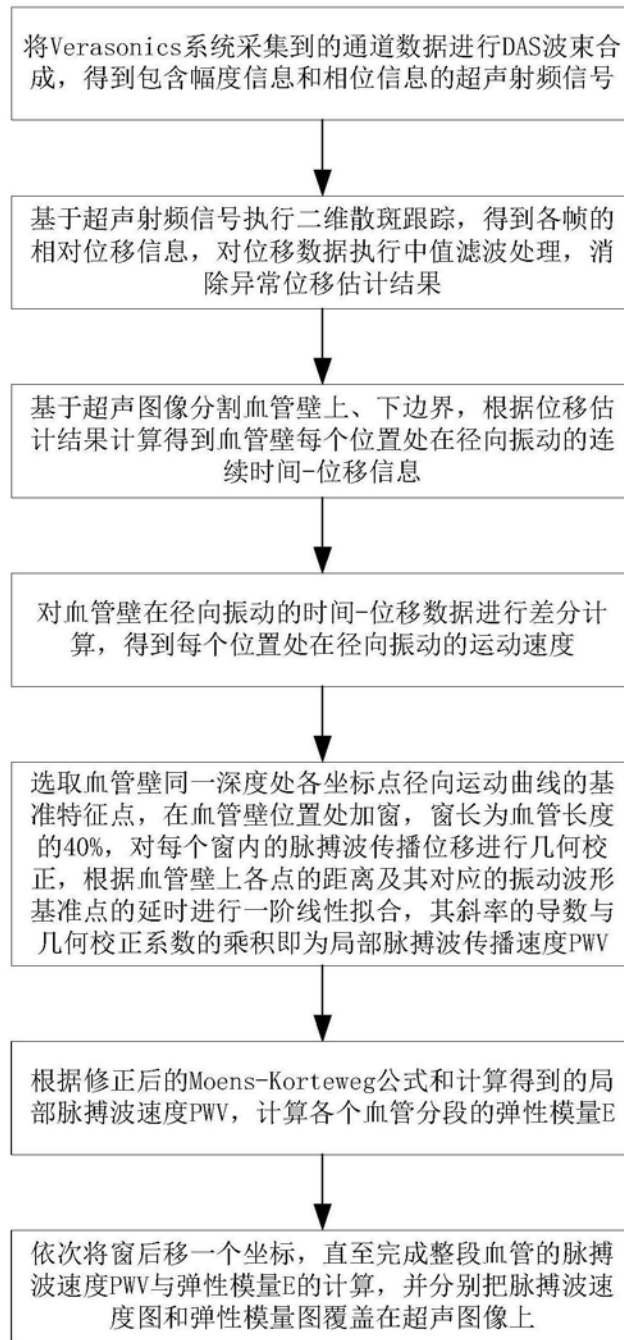 将Verasonics系统采集到的通道数据进行DAS波束合
成，得到包含幅度信息和相位信息的超声射频信号
基于超声射频信号执行二维散斑跟踪，得到各帧的
相对位移信息，对位移数据执行中值滤波处理，消
除异常位移估计结果
基于超声图像分割血管壁上、下边界，根据位移估
计结果计算得到血管壁每个位置处在径向振动的连
续时间-位移信息
对血管壁在径向振动的时间-位移数据进行差分计
算，得到每个位置处在径向振动的运动速度
选取血管壁同一深度处各坐标点径向运动曲线的基
准特征点，在血管壁位置处加窗，窗长为血管长度
的40%，对每个窗内的脉搏波传播位移进行几何校
正，根据血管壁上各点的距离及其对应的振动波形
基准点的延时进行一阶线性拟合，其斜率的导数与
几何校正系数的乘积即为局部脉搏波传播速度PWV
根据修正后的Moens-Korteweg公式和计算得到的局
部脉搏波速度PWV，计算各个血管分段的弹性模量E
依次将窗后移一个坐标，直至完成整段血管的脉搏
波速度PWV与弹性模量E的计算，并分别把脉搏波速
度图和弹性模量图覆盖在超声图像上